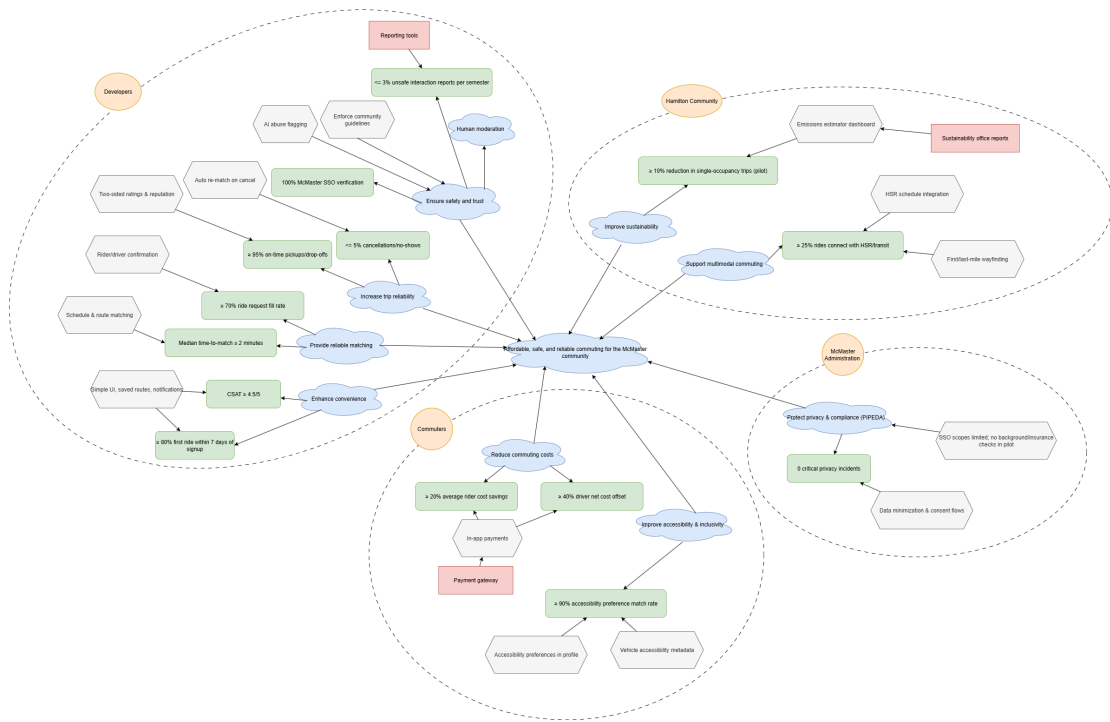 Reporting tools
Developers
<= 3% unsafe interaction reports per semester
AI abuse flagging
Enforce community
guidelines
Human moderation
Auto re-match on cancel
100% McMaster SSO verification
Two-sided ratings & reputation
Ensure safety and trust
<= 5% cancellations/no-shows
≥ 95% on-time pickups/drop-offs
Rider/driver confirmation
Increase trip reliability
≥ 70% ride request fill rate
Schedule & route matching
Median time-to-match ≤ 2 minutes
Provide reliable matching
Simple UI, saved routes, notifications
CSAT ≥ 4.5/5
Enhance convenience
≥ 80% first ride within 7 days of
signup
Affordable, safe, and reliable commuting for the McMaster
community
Hamilton Community
Emissions estimator dashboard
Sustainability office reports
≥ 10% reduction in single-occupancy trips (pilot)
HSR schedule integration
Improve sustainability
≥ 25% rides connect with HSR/transit
Support multimodal commuting
First/last-mile wayfinding
McMaster
Administration
Protect privacy & compliance (PIPEDA)
SSO scopes limited; no background/insurance
checks in pilot
0 critical privacy incidents
Data minimization & consent flows
Commuters
Reduce commuting costs
≥ 20% average rider cost savings
≥ 40% driver net cost offset
In-app payments
Improve accessibility & inclusivity
Payment gateway
≥ 90% accessibility preference match rate
Accessibility preferences in profile
Vehicle accessibility metadata